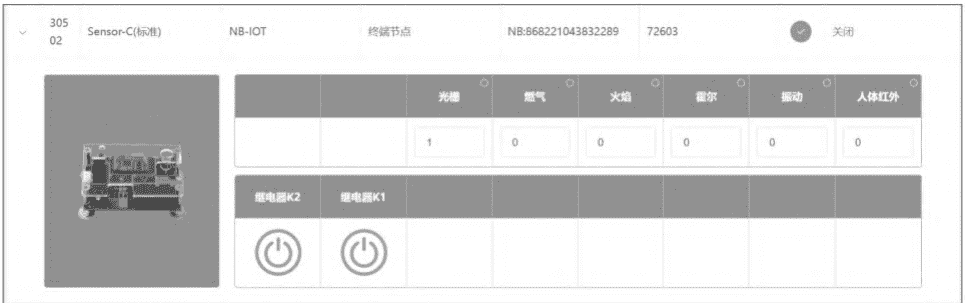 30502 Sensor-C(标准) NB-IOT 终端节点 NB:868221043832289 72603 关闭
光栅 燃气 火焰 霍尔 振动 人体红外
1 0 0 0 0 0
继电器K2 继电器K1